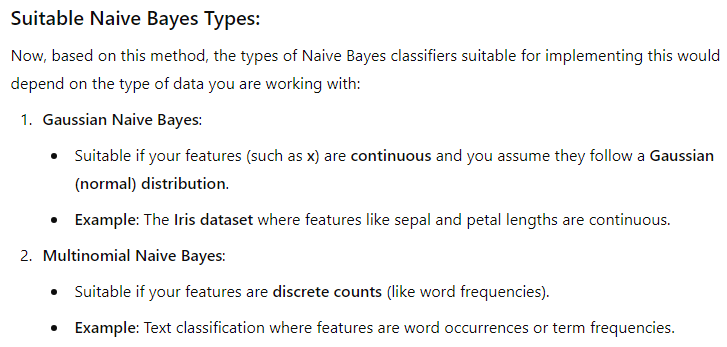 Suitable Naive Bayes Types:
Now, based on this method, the types of Naive Bayes classifiers suitable for implementing this would
depend on the type of data you are working with:
1. Gaussian Naive Bayes:
• Suitable if your features (such as x) are continuous and you assume they follow a Gaussian
(normal) distribution.
• Example: The Iris dataset where features like sepal and petal lengths are continuous.
2. Multinomial Naive Bayes:
• Suitable if your features are discrete counts (like word frequencies).
• Example: Text classification where features are word occurrences or term frequencies.